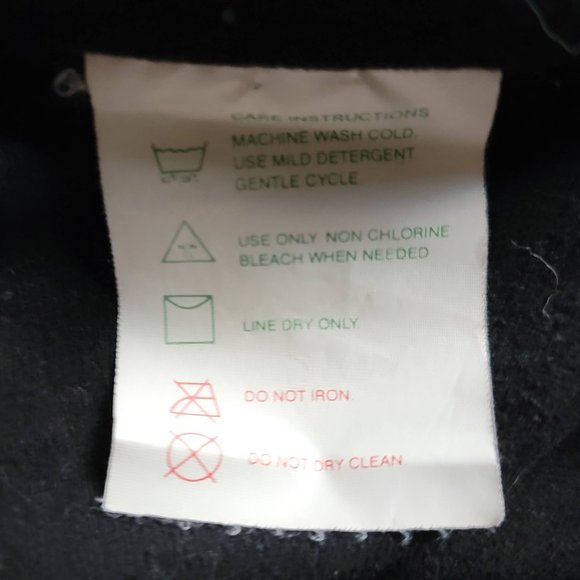 CARE INSTRUCTIONS
MACHINE WASH COLD.
USE MILD DETERGENT
GENTLE CYCLE
USE ONLY NON CHLORINE
BLEACH WHEN NEEDED
LINE DRY ONLY.
DO NOT IRON.
DO NOT DRY CLEAN